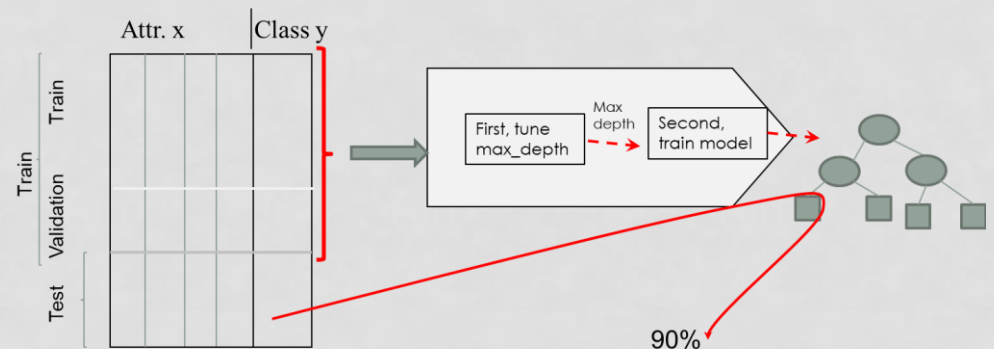 Attr. x
Class y
Train
Train
Validation
Test
First, tune
max_depth
Max
depth
Second,
train model
90%